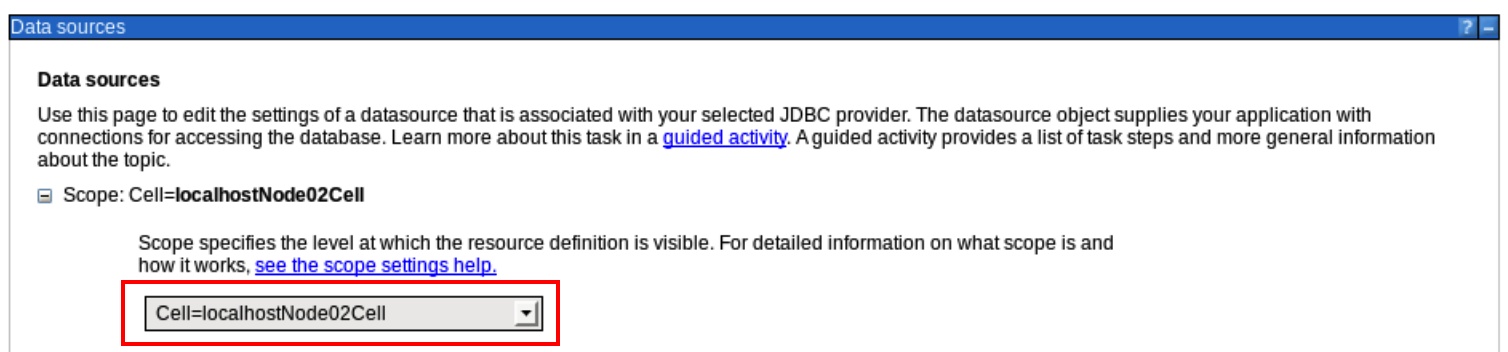 Data sources
? –
Data sources
Use this page to edit the settings of a datasource that is associated with your selected JDBC provider. The datasource object supplies your application with
connections for accessing the database. Learn more about this task in a guided activity. A guided activity provides a list of task steps and more general information
about the topic.
Scope: Cell=localhostNode02Cell
Scope specifies the level at which the resource definition is visible. For detailed information on what scope is and
how it works, see the scope settings help.
Cell=localhostNode02Cell